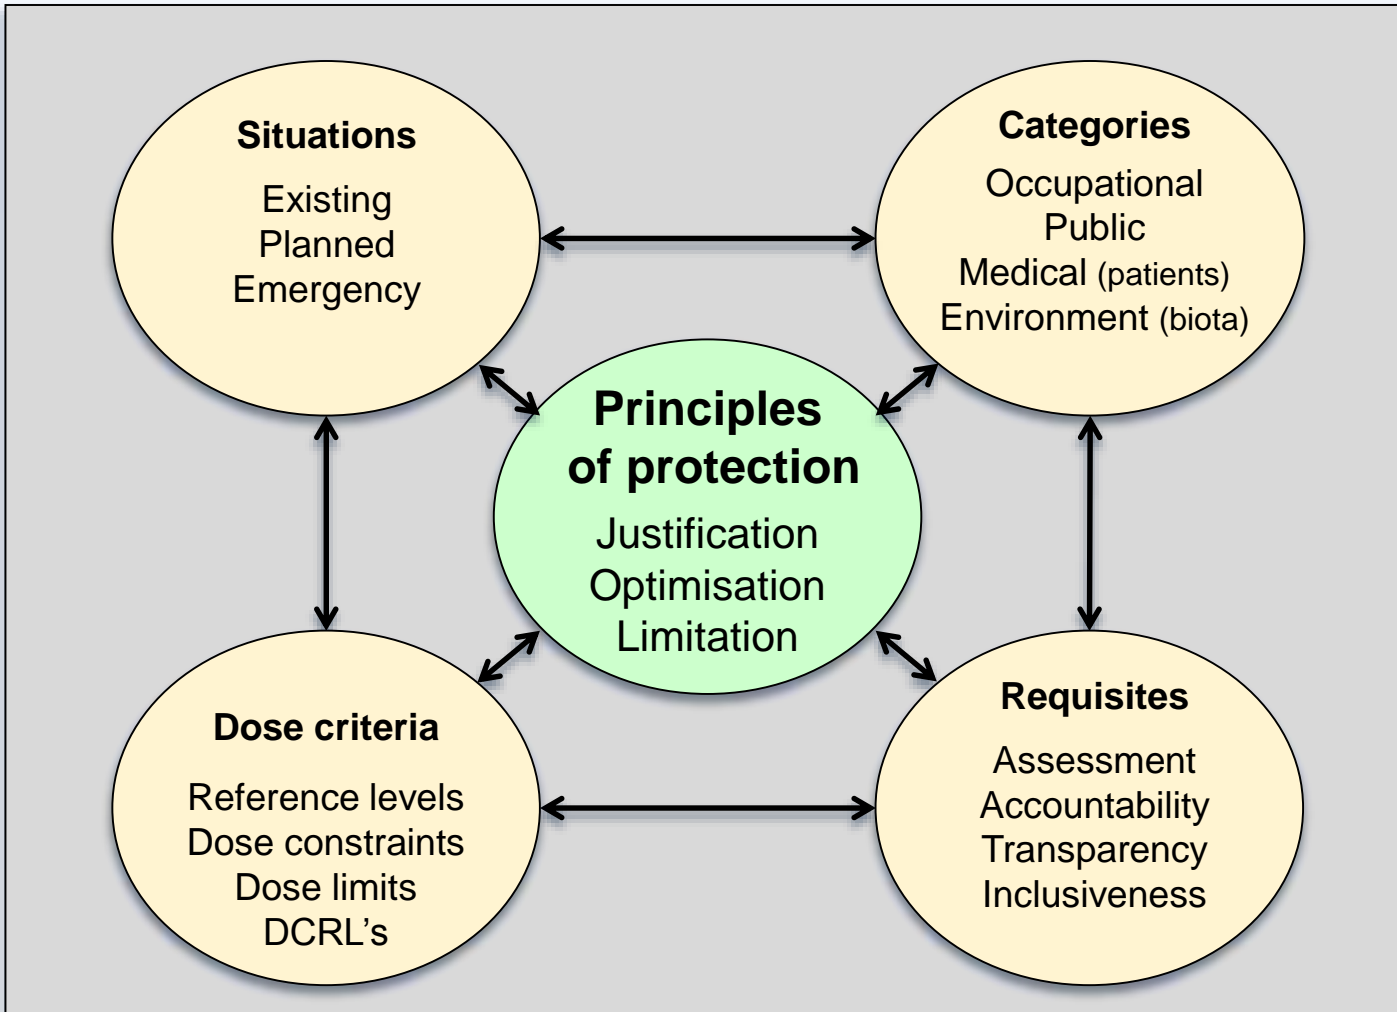 Situations
Existing
Planned
Emergency
Categories
Occupational
Public
Medical (patients)
Environment (biota)
Principles
of protection
Justification
Optimisation
Limitation
Dose criteria
Reference levels
Dose constraints
Dose limits
DCRL's
Requisites
Assessment
Accountability
Transparency
Inclusiveness